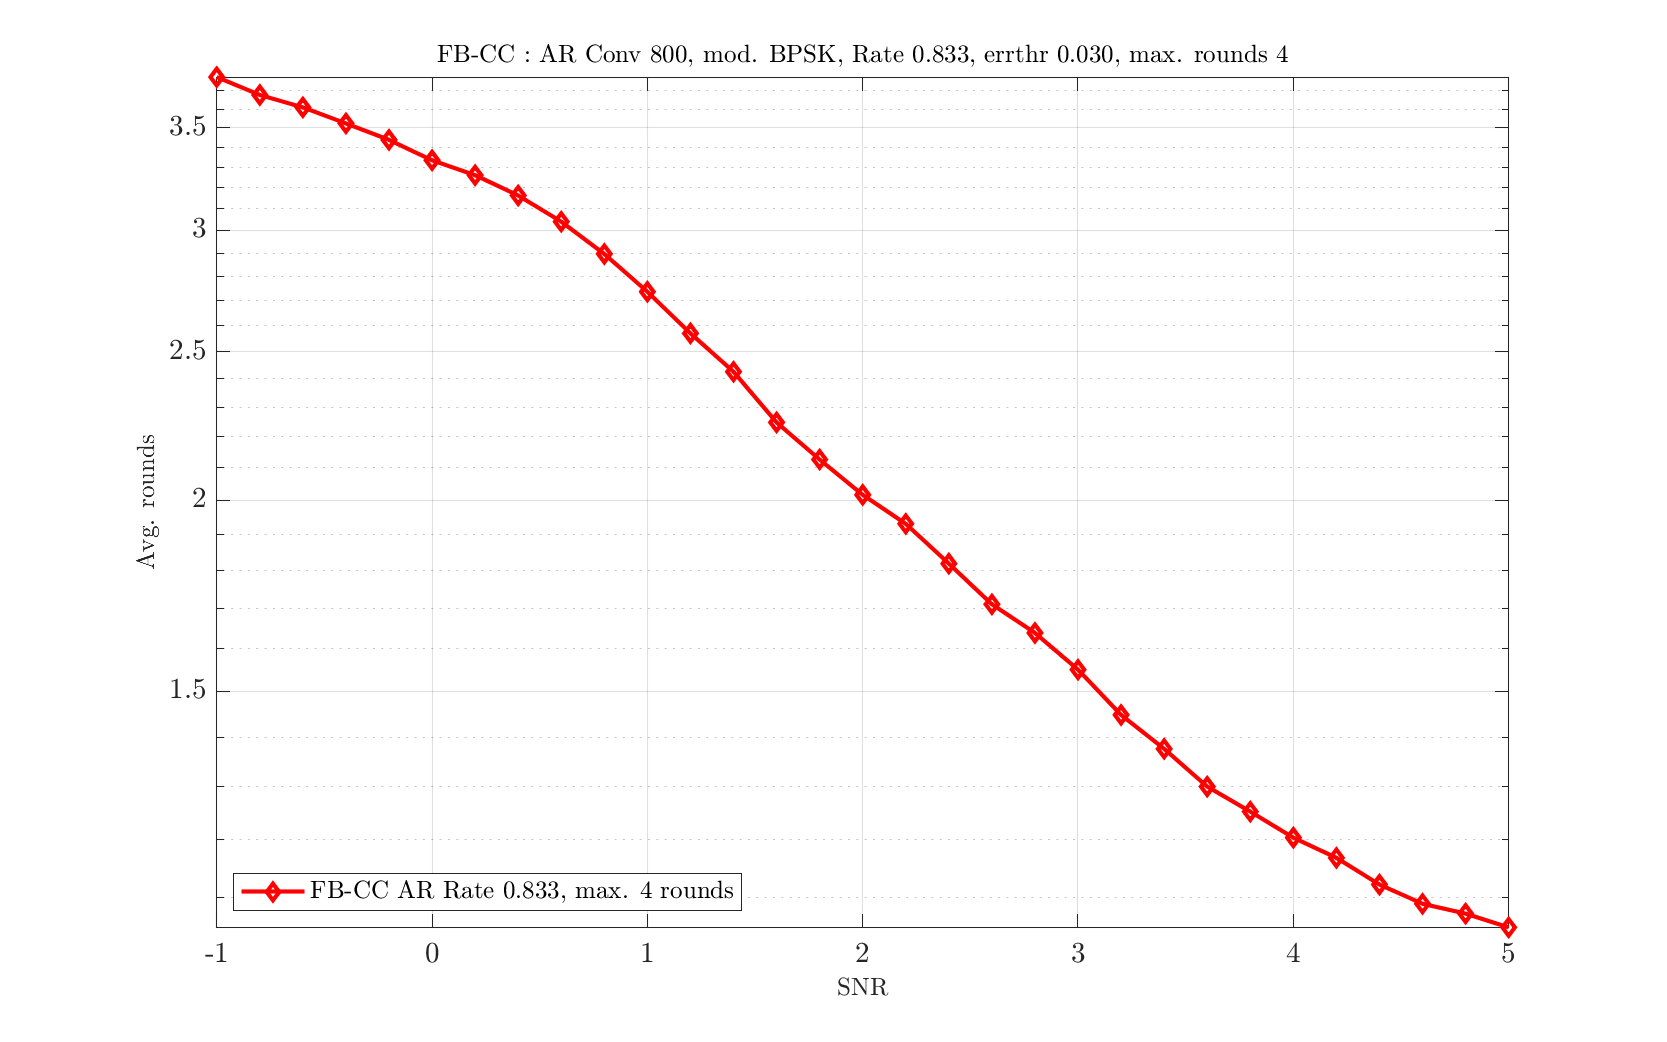 FB-CC : AR Conv 800, mod. BPSK, Rate 0.833, errthr 0.030, max. rounds 4
3.5
3
2.5
2
1.5
Avg. rounds
FB-CC AR Rate 0.833, max. 4 rounds
-1 0 1 2 3 4 5
SNR